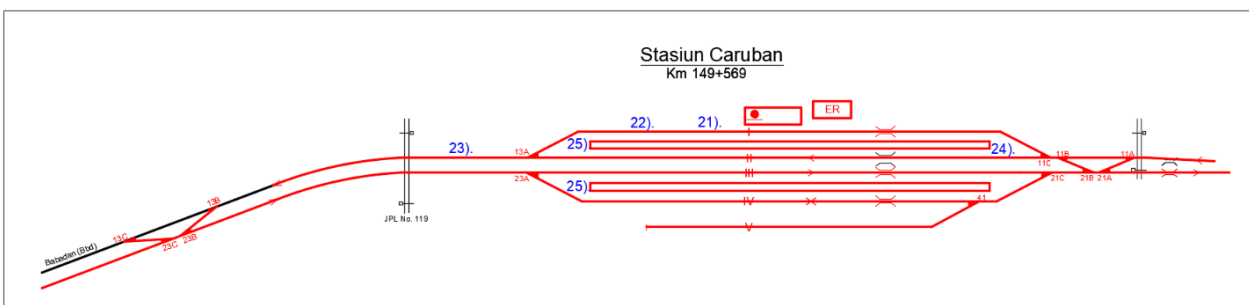 Stasiun Caruban
Km 149+569
ER
22). 21).
I
23). 13A 25) 24). 11B 11A
II 11C
III
23A 25) 21C 21B 21A
13B IV 41
JPL No. 119
13C 23C 23B V
Babadan (Bbd)